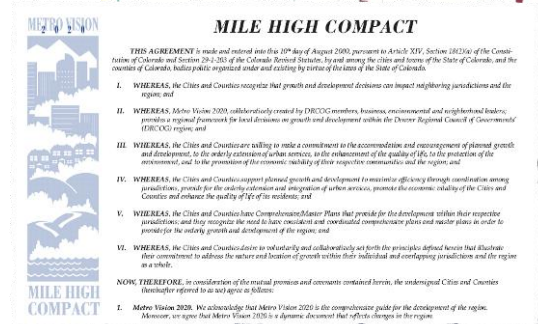 METRO VISION
2020
MILE HIGH COMPACT
THIS AGREEMENT is made and entered into this 10th day of August 2000, pursuant to Article XIV, Section 18(2)(a) of the Consti-
tution of Colorado and Section 29-1-203 of the Colorado Revised Statutes, by and among the cities and towns of the State of Colorado, and the
counties of Colorado, bodies politic organized under and existing by virtue of the laws of the State of Colorado.
I. WHEREAS, the Cities and Counties recognize that growth and development decisions can impact neighboring jurisdictions and the
region; and
II. WHEREAS, Metro Vision 2020, collaboratively created by DRCOG members, business, environmental and neighborhood leaders;
provides a regional framework for local decisions on growth and development within the Denver Regional Council of Governments'
(DRCOG) region; and
III. WHEREAS, the Cities and Counties are willing to make a commitment to the accommodation and encouragement of planned growth
and development, to the orderly extension of urban services, to the enhancement of the quality of life, to the protection of the
environment, and to the promotion of the economic viability of their respective communities and the region; and
IV. WHEREAS, the Cities and Counties support planned growth and development to maximize efficiency through coordination among
jurisdictions, provide for the orderly extension and integration of urban services, promote the economic vitality of the Cities and
Counties and enhance the quality of life of its residents; and
V. WHEREAS, the Cities and Counties have Comprehensive/Master Plans that provide for the development within their respective
jurisdictions; and they recognize the need to have consistent and coordinated comprehensive plans and master plans in order to
provide for the orderly growth and development of the region; and
VI. WHEREAS, the Cities and Counties desire to voluntarily and collaboratively set forth the principles defined herein that illustrate
their commitment to address the nature and location of growth within their individual and overlapping jurisdictions and the region
as a whole.
NOW, THEREFORE, in consideration of the mutual promises and covenants contained herein, the undersigned Cities and Counties
(hereinafter referred to as we) agree as follows:
1. Metro Vision 2020. We acknowledge that Metro Vision 2020 is the comprehensive guide for the development of the region.
Moreover, we agree that Metro Vision 2020 is a dynamic document that reflects changes in the region
MILE HIGH
COMPACT